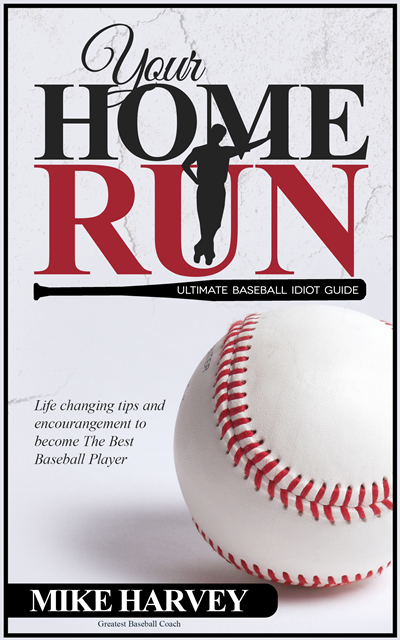 Your
HOME
RUN
ULTIMATE BASEBALL IDIOT GUIDE
Life changing tips and
encourangement to
become The Best
Baseball Player
MIKE HARVEY
Greatest Baseball Coach